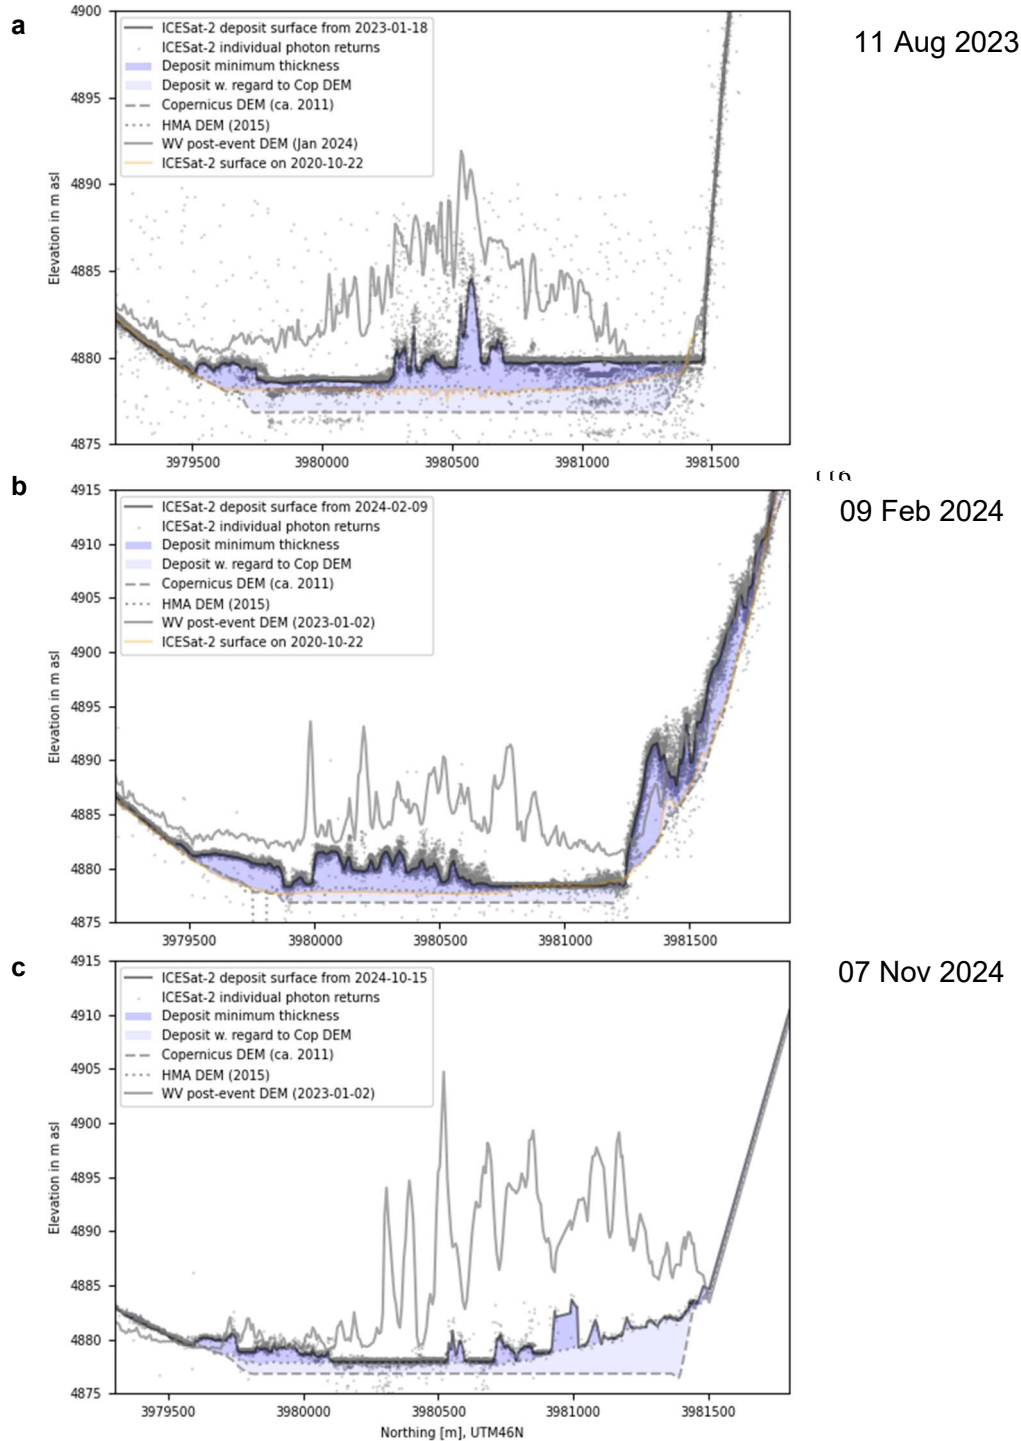 a
11 Aug 2023
ICESat-2 deposit surface from 2023-01-18
ICESat-2 individual photon returns
Deposit minimum thickness
Deposit w. regard to Cop DEM
Copernicus DEM (ca. 2011)
HMA DEM (2015)
WV post-event DEM (Jan 2024)
ICESat-2 surface on 2020-10-22
Elevation in m asl
4900
4895
4890
4885
4880
4875
3979500 3980000 3980500 3981000 3981500
b
09 Feb 2024
ICESat-2 deposit surface from 2024-02-09
ICESat-2 individual photon returns
Deposit minimum thickness
Deposit w. regard to Cop DEM
Copernicus DEM (ca. 2011)
HMA DEM (2015)
WV post-event DEM (2023-01-02)
ICESat-2 surface on 2020-10-22
Elevation in m asl
4915
4910
4905
4900
4895
4890
4885
4880
4875
3979500 3980000 3980500 3981000 3981500
c
07 Nov 2024
ICESat-2 deposit surface from 2024-10-15
ICESat-2 individual photon returns
Deposit minimum thickness
Deposit w. regard to Cop DEM
Copernicus DEM (ca. 2011)
HMA DEM (2015)
WV post-event DEM (2023-01-02)
Elevation in m asl
4915
4910
4905
4900
4895
4890
4885
4880
4875
3979500 3980000 3980500 3981000 3981500
Northing [m], UTM46N